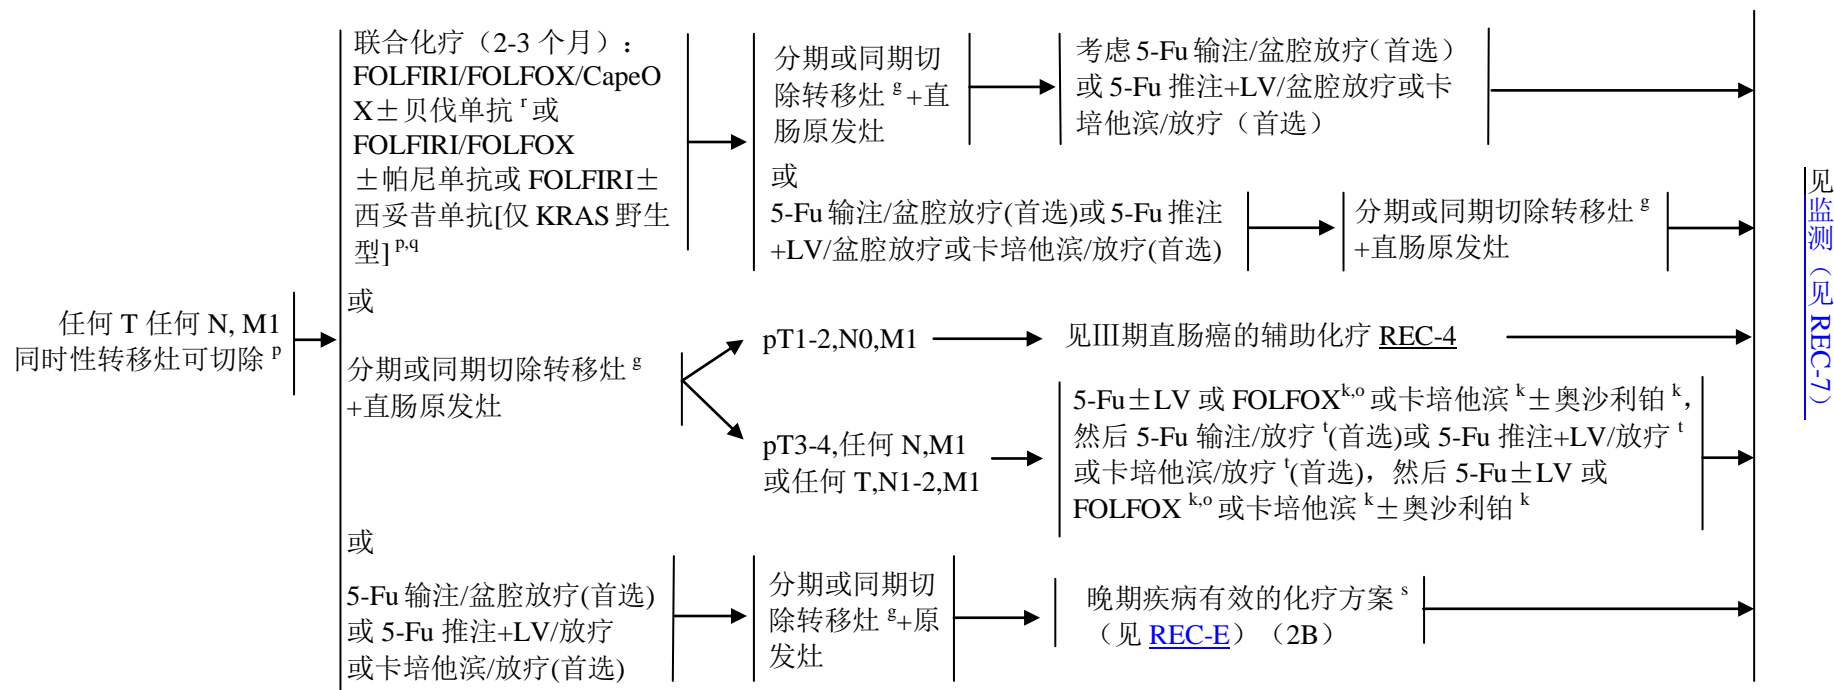 任何 T 任何 N, M1
同时性转移灶可切除 p
联合化疗（2-3 个月）:
FOLFIRI/FOLFOX/CapeO
X±贝伐单抗 r 或
FOLFIRI/FOLFOX
±帕尼单抗或 FOLFIRI±
西妥昔单抗[仅 KRAS 野生
型] p,q
分期或同期切
除转移灶 g +直
肠原发灶
考虑 5-Fu 输注/盆腔放疗（首选）
或 5-Fu 推注+LV/盆腔放疗或卡
培他滨/放疗（首选）
或
5-Fu 输注/盆腔放疗(首选)或 5-Fu 推注
+LV/盆腔放疗或卡培他滨/放疗(首选)
分期或同期切除转移灶 g
+直肠原发灶
或
分期或同期切除转移灶 g
+直肠原发灶
pT1-2,N0,M1
见Ⅲ期直肠癌的辅助化疗 REC-4
pT3-4,任何 N,M1
或任何 T,N1-2,M1
5-Fu±LV 或 FOLFOX k,o 或卡培他滨 k±奥沙利铂 k，
然后 5-Fu 输注/放疗 t(首选)或 5-Fu 推注+LV/放疗 t
或卡培他滨/放疗 t(首选)，然后 5-Fu±LV 或
FOLFOX k,o 或卡培他滨 k±奥沙利铂 k
或
5-Fu 输注/盆腔放疗(首选)
或 5-Fu 推注+LV/放疗
或卡培他滨/放疗(首选)
分期或同期切
除转移灶 g+原
发灶
晚期疾病有效的化疗方案 s
（见 REC-E）（2B）
见监测（见 REC-7）